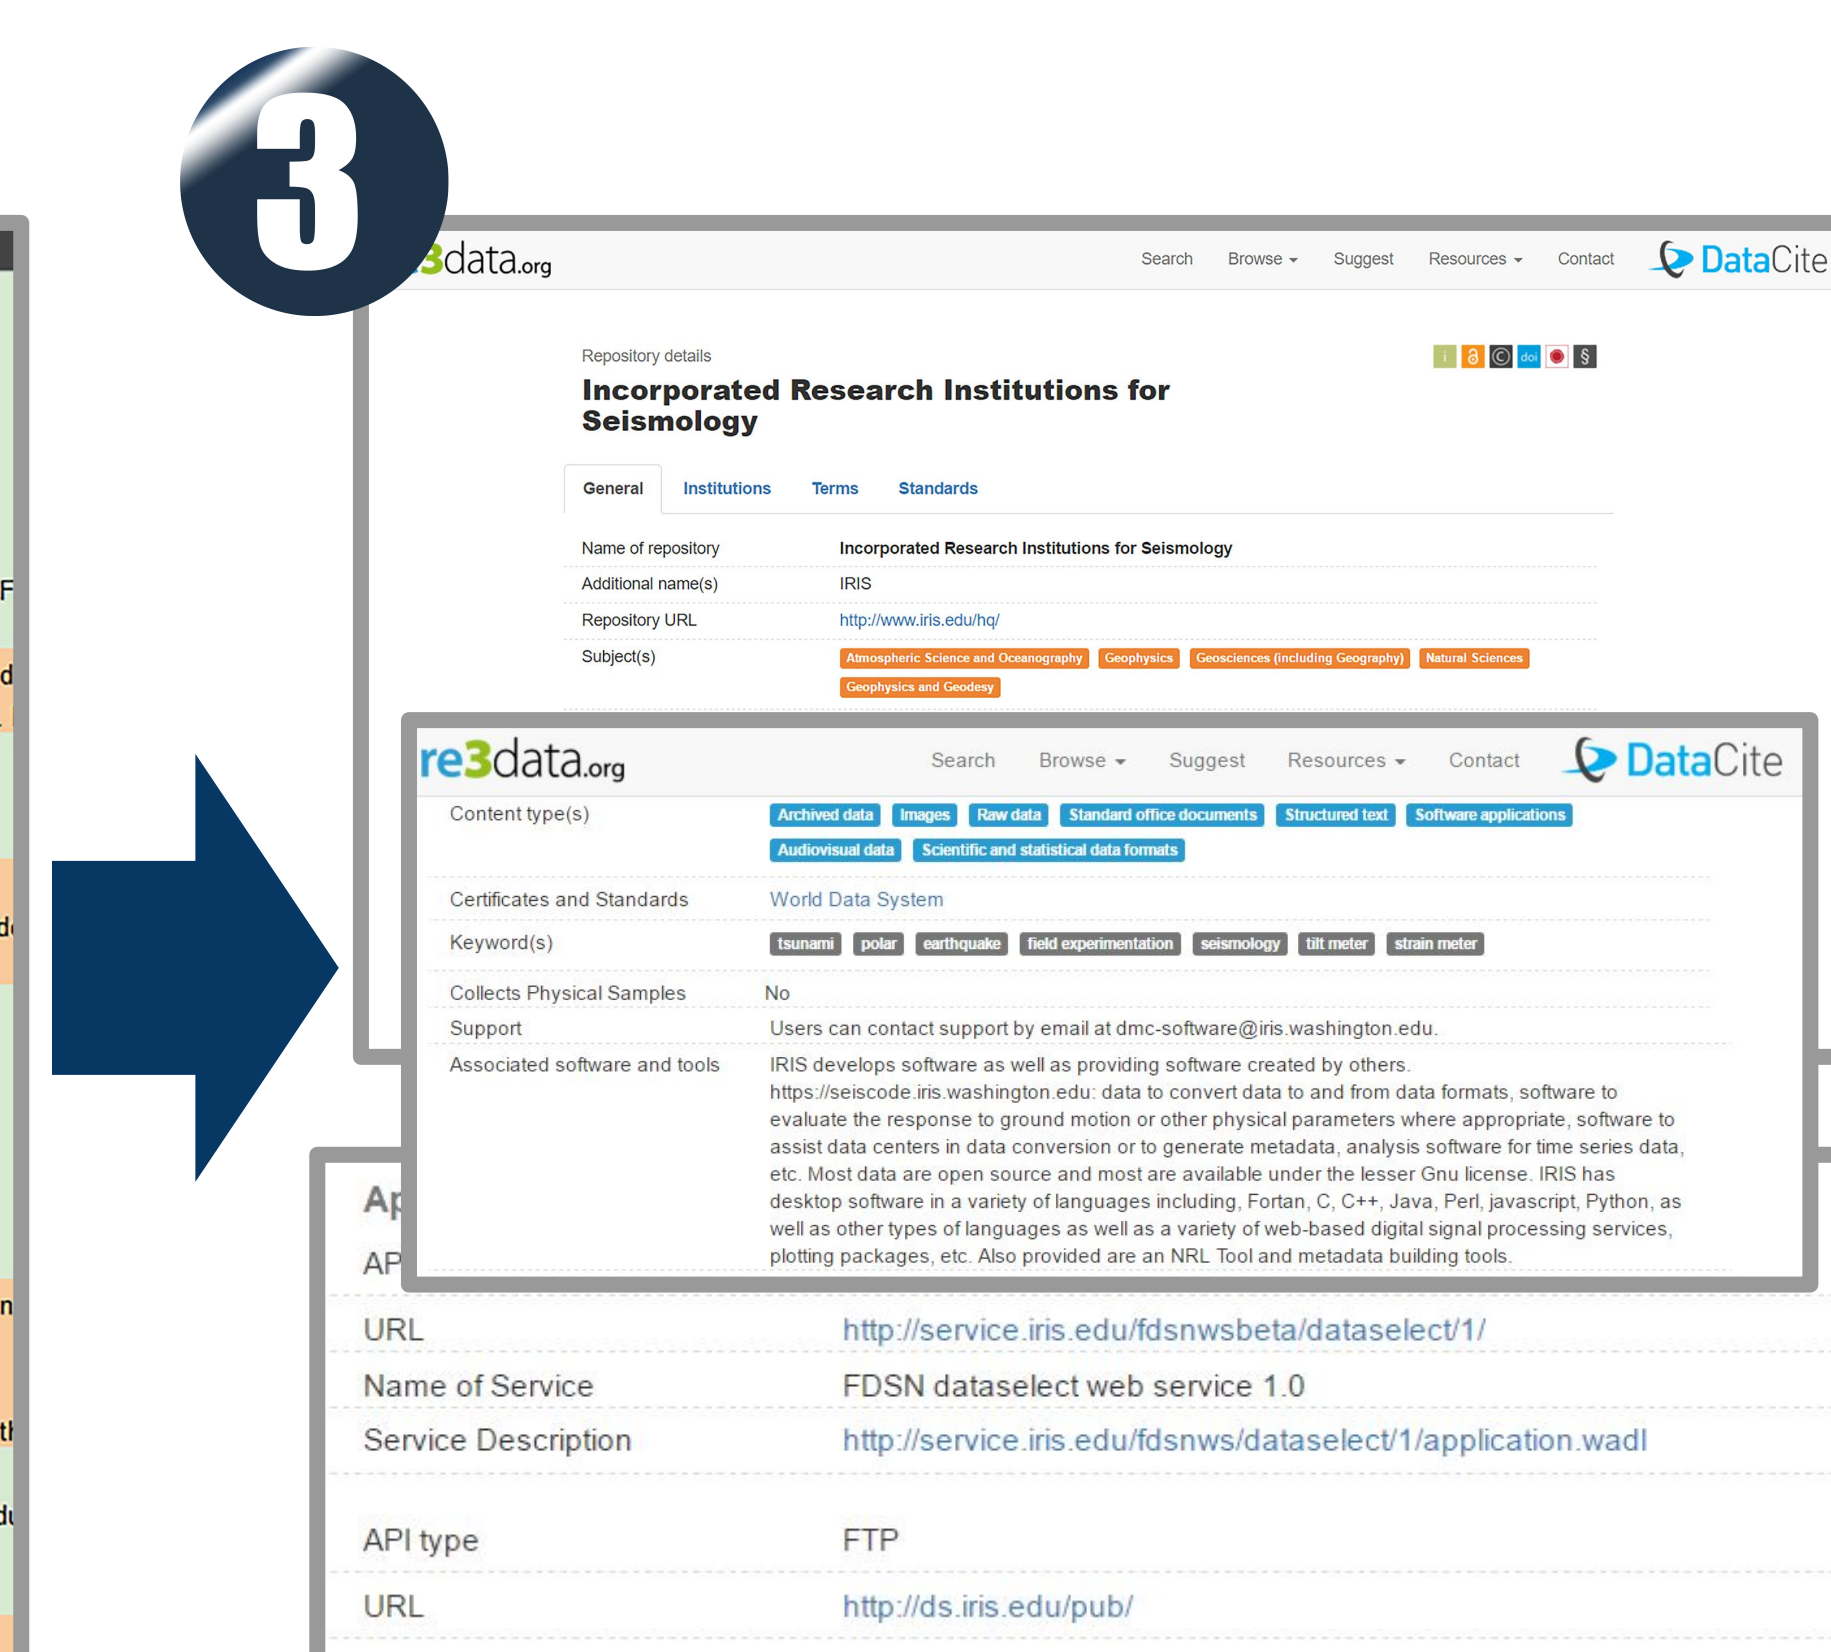 3
3data.org Search Browse Suggest Resources Contact DataCite
Repository details
i © doi §
Incorporated Research Institutions for
Seismology
General Institutions Terms Standards
Name of repository Incorporated Research Institutions for Seismology
Additional name(s) IRIS
Repository URL http://www.iris.edu/hq/
Subject(s) Atmospheric Science and Oceanography Geophysics Geosciences (including Geography) Natural Sciences
Geophysics and Geodesy
re3data.org Search Browse Suggest Resources Contact DataCite
Content type(s) Archived data Images Raw data Standard office documents Structured text Software applications
Audiovisual data Scientific and statistical data formats
Certificates and Standards World Data System
Keyword(s) tsunami polar earthquake field experimentation seismology tilt meter strain meter
Collects Physical Samples No
Support Users can contact support by email at dmc-software@iris.washington.edu.
Associated software and tools IRIS develops software as well as providing software created by others.
https://seiscode.iris.washington.edu: data to convert data to and from data formats, software to
evaluate the response to ground motion or other physical parameters where appropriate, software to
assist data centers in data conversion or to generate metadata, analysis software for time series data,
etc. Most data are open source and most are available under the lesser Gnu license. IRIS has
desktop software in a variety of languages including, Fortan, C, C++, Java, Perl, javascript, Python, as
well as other types of languages as well as a variety of web-based digital signal processing services,
plotting packages, etc. Also provided are an NRL Tool and metadata building tools.
Ap
AP
URL http://service.iris.edu/fdsnwsbeta/dataselect/1/
Name of Service FDSN dataselect web service 1.0
Service Description http://service.iris.edu/fdsnws/dataselect/1/application.wadl
API type FTP
URL http://ds.iris.edu/pub/